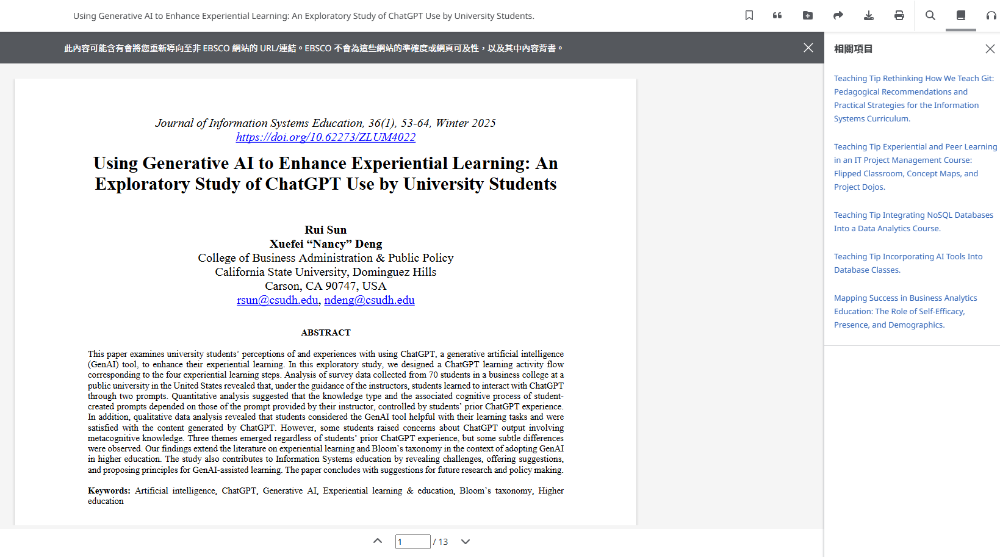 Using Generative AI to Enhance Experiential Learning: An Exploratory Study of ChatGPT Use by University Students.
此內容可能含有會將您重新導向至非 EBSCO 網站的 URL/連結。EBSCO 不會為這些網站的準確度或網頁可及性，以及其中內容背書。
Journal of Information Systems Education, 36(1), 53-64, Winter 2025
https://doi.org/10.62273/ZLUM4022
Using Generative AI to Enhance Experiential Learning: An
Exploratory Study of ChatGPT Use by University Students
Rui Sun
Xuefei “Nancy” Deng
College of Business Administration & Public Policy
California State University, Dominguez Hills
Carson, CA 90747, USA
rsun@csudh.edu, ndeng@csudh.edu
ABSTRACT
This paper examines university students’ perceptions of and experiences with using ChatGPT, a generative artificial intelligence
(GenAI) tool, to enhance their experiential learning. In this exploratory study, we designed a ChatGPT learning activity flow
corresponding to the four experiential learning steps. Analysis of survey data collected from 70 students in a business college at a
public university in the United States revealed that, under the guidance of the instructors, students learned to interact with ChatGPT
through two prompts. Quantitative analysis suggested that the knowledge type and the associated cognitive process of student-
created prompts depended on those of the prompt provided by their instructor, controlled by students’ prior ChatGPT experience.
In addition, qualitative data analysis revealed that students considered the GenAI tool helpful with their learning tasks and were
satisfied with the content generated by ChatGPT. However, some students raised concerns about ChatGPT output involving
metacognitive knowledge. Three themes emerged regardless of students’ prior ChatGPT experience, but some subtle differences
were observed. Our findings extend the literature on experiential learning and Bloom’s taxonomy in the context of adopting GenAI
in higher education. The study also contributes to Information Systems education by revealing challenges, offering suggestions,
and proposing principles for GenAI-assisted learning. The paper concludes with suggestions for future research and policy making.
Keywords: Artificial intelligence, ChatGPT, Generative AI, Experiential learning & education, Bloom’s taxonomy, Higher
education
1 / 13
相關項目
Teaching Tip Rethinking How We Teach Git:
Pedagogical Recommendations and
Practical Strategies for the Information
Systems Curriculum.
Teaching Tip Experiential and Peer Learning
in an IT Project Management Course:
Flipped Classroom, Concept Maps, and
Project Dojos.
Teaching Tip Integrating NoSQL Databases
Into a Data Analytics Course.
Teaching Tip Incorporating AI Tools Into
Database Classes.
Mapping Success in Business Analytics
Education: The Role of Self-Efficacy,
Presence, and Demographics.